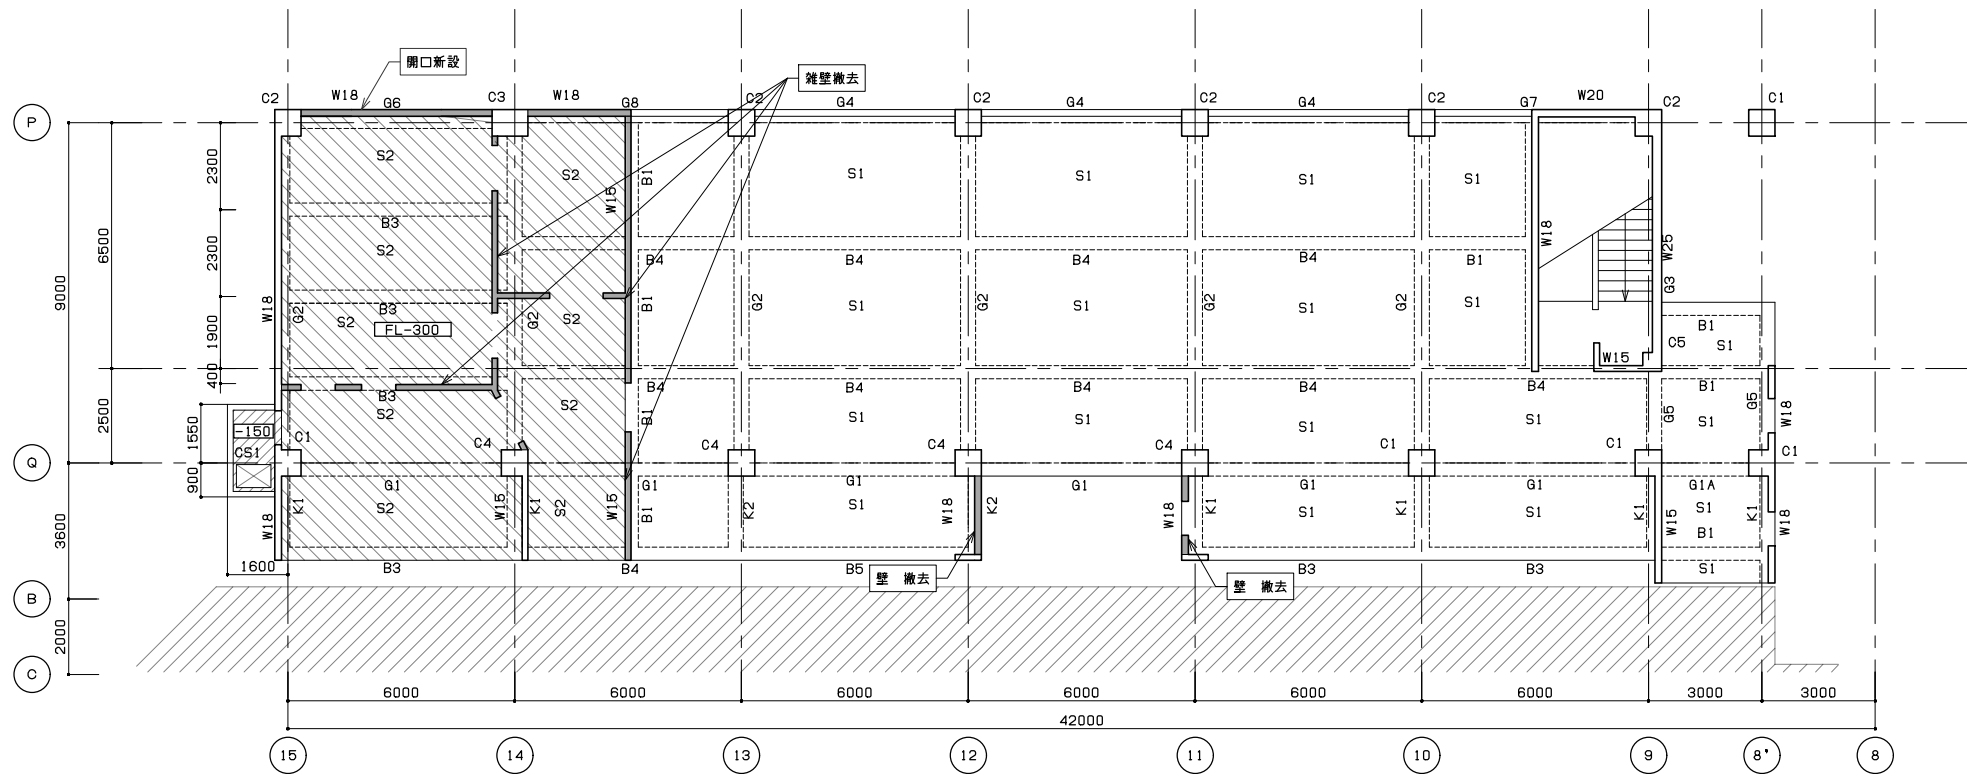 開口新設
雑壁撤去
C2 W18 G6 C3 W18 G8 C2 G4 C2 G4 C2 G4 C2 G7 W20 C2 C1
P
S2 S2 B1 S1 S1 S1 S1
2300
W15
B3
6500
S2 W18 W25
2300
B4 B4 B4 B4 B1
9000
G3
W18 G2 B3 S2 G2 S2 B1 G2 S1 G2 S1 G2 S1 G2 S1
FL-300
1900
B1
C5 S1
W15
400
B3 B4 B4 B4 B4 B1
S2 S2 B1 S1 S1 S1 S1 G5 S1 G5 W18
2500
1550
-150
C1 C4 C4 C4 C4 C1 C1 C1
CS1
Q
900
G1 G1 G1 G1 G1 G1 G1A
K1 S2 W15 K1 S2 W15 B1 K2 S1 W18 K2 W18 K1 S1 K1 S1 K1 W15 S1 K1 W18
W18
B1
3600
1600
B3 B4 B5 B3 B3 S1
壁 撤去
壁 撤去
B
2000
C
6000 6000 6000 6000 6000 6000 3000 3000
42000
15 14 13 12 11 10 9 8' 8